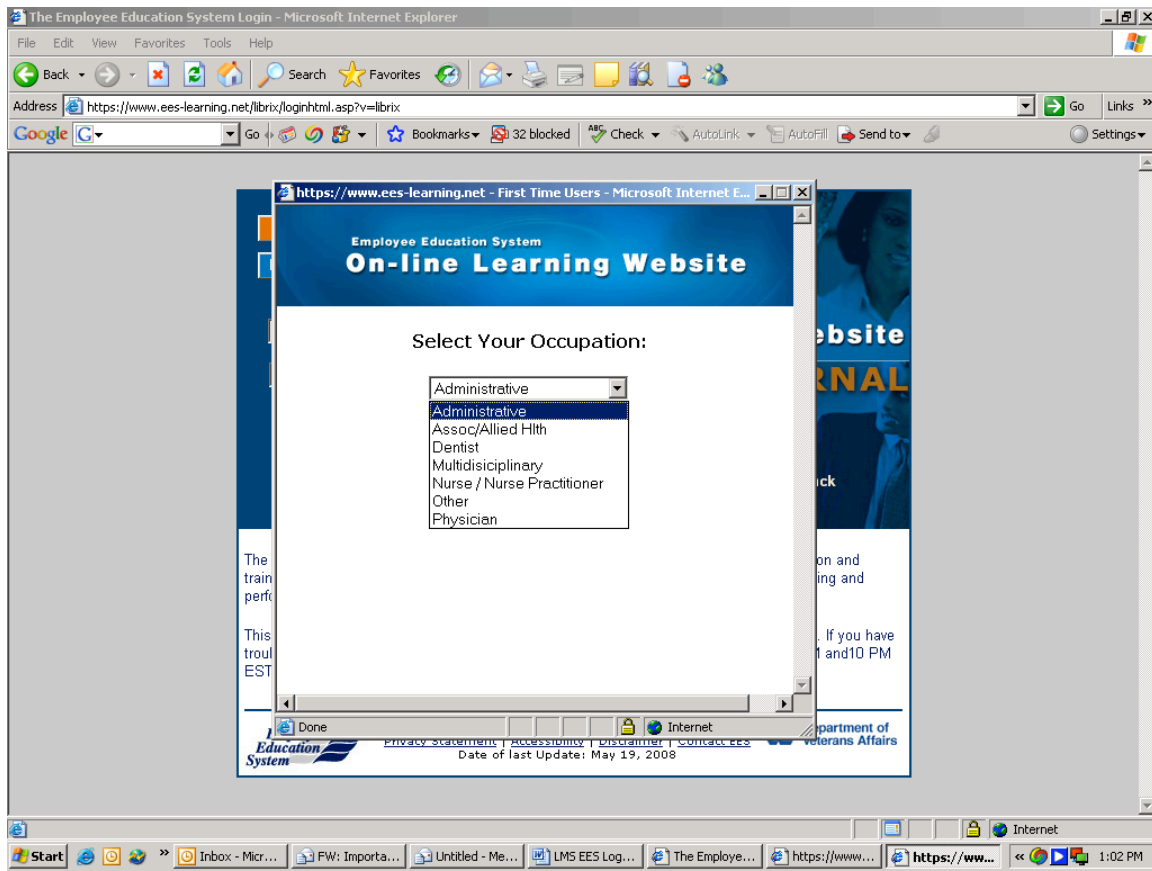 The Employee Education System Login - Microsoft Internet Explorer
File Edit View Favorites Tools Help
Back Search Favorites
Address https://www.ees-learning.net/librix/loginhtml.asp?v=librix Go Links »
Google G Go Bookmarks 32 blocked ABC Check AutoLink AutoFill Send to Settings
https://www.ees-learning.net - First Time Users - Microsoft Internet E...
Employee Education System
On-line Learning Website
Select Your Occupation:
Administrative
Administrative
Assoc/Allied Hlth
Dentist
Multidisiciplinary
Nurse / Nurse Practitioner
Other
Physician
ebsite
RNAL
ck
The on and
train ing and
perfo
This . If you have
troul and10 PM
EST
Done Internet
Education
System
Privacy Statement | Accessibility | Disclaimer | Contact EES
Date of last Update: May 19, 2008
partment of
Veterans Affairs
Internet
Start » Inbox - Micr... FW: Importa... Untitled - Me... LMS EES Log... The Employe... https://www... https://ww... « 1:02 PM